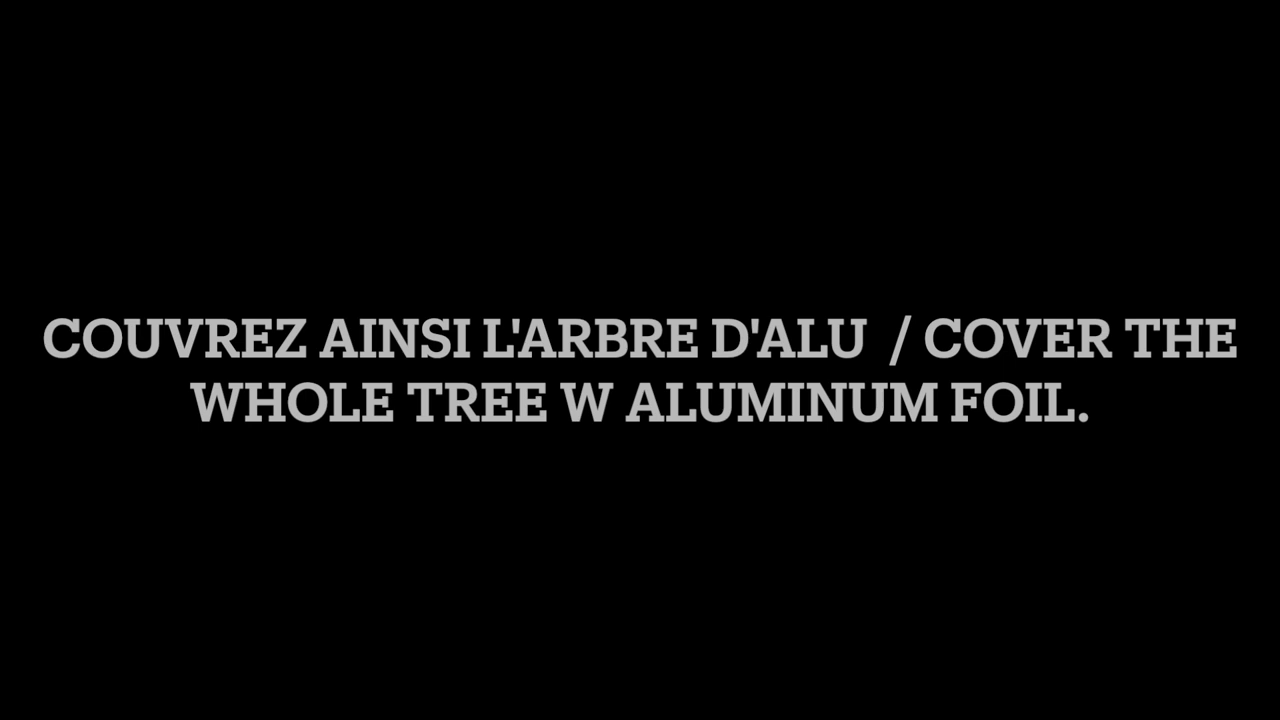 COUVREZ AINSI L'ARBRE D'ALU / COVER THE
WHOLE TREE W ALUMINUM FOIL.